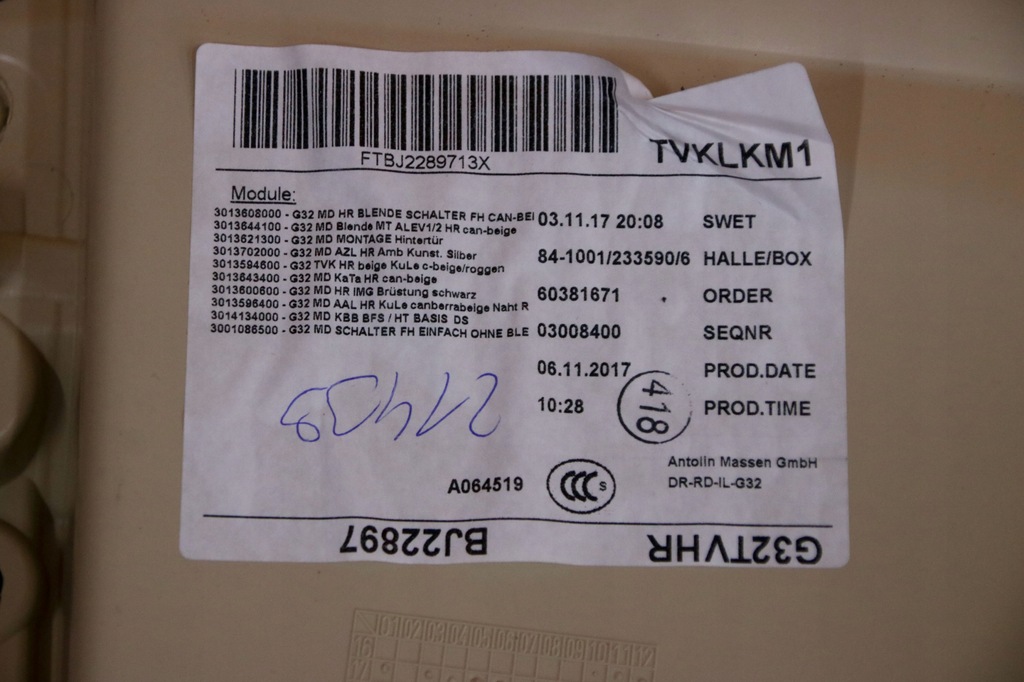 FTBJ2289713X
TVKLKM1
Module:
3013608000 - G32 MD HR BLENDE SCHALTER FH CAN-BEI
3013644100 - G32 MD Blende MT ALEV1/2 HR can-beige
3013621300 - G32 MD MONTAGE Hintertür
3013702000 - G32 MD AZL HR Amb Kunst. Silber
3013594600 - G32 TVK HR beige KuLe c-beige/roggen
3013643400 - G32 MD KaTa HR can-beige
3013600600 - G32 MD HR IMG Brüstung schwarz
3013596400 - G32 MD AAL HR KuLe canberrabeige Naht R
3014134000 - G32 MD KBB BFS / HT BASIS DS
3001086500 - G32 MD SCHALTER FH EINFACH OHNE BLE
03.11.17 20:08 SWET
84-1001/233590/6 HALLE/BOX
60381671 ORDER
03008400 SEQNR
06.11.2017 PROD.DATE
10:28 PROD.TIME
418
A064519
CCC S
Antolin Massen GmbH
DR-RD-IL-G32
G32TVHR BJ22897